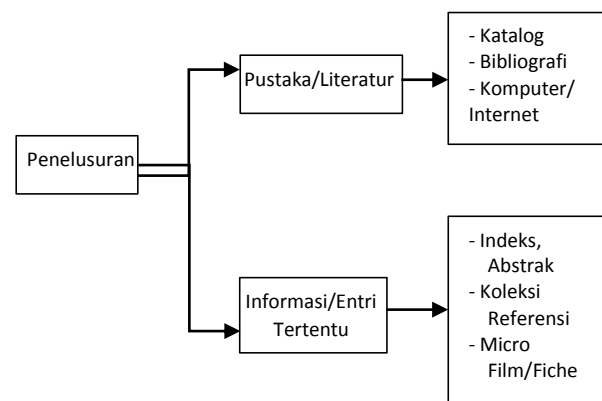 Penelusuran
Pustaka/Literatur
- Katalog
- Bibliografi
- Komputer/
Internet
Informasi/Entri
Tertentu
- Indeks,
Abstrak
- Koleksi
Referensi
- Micro
Film/Fiche